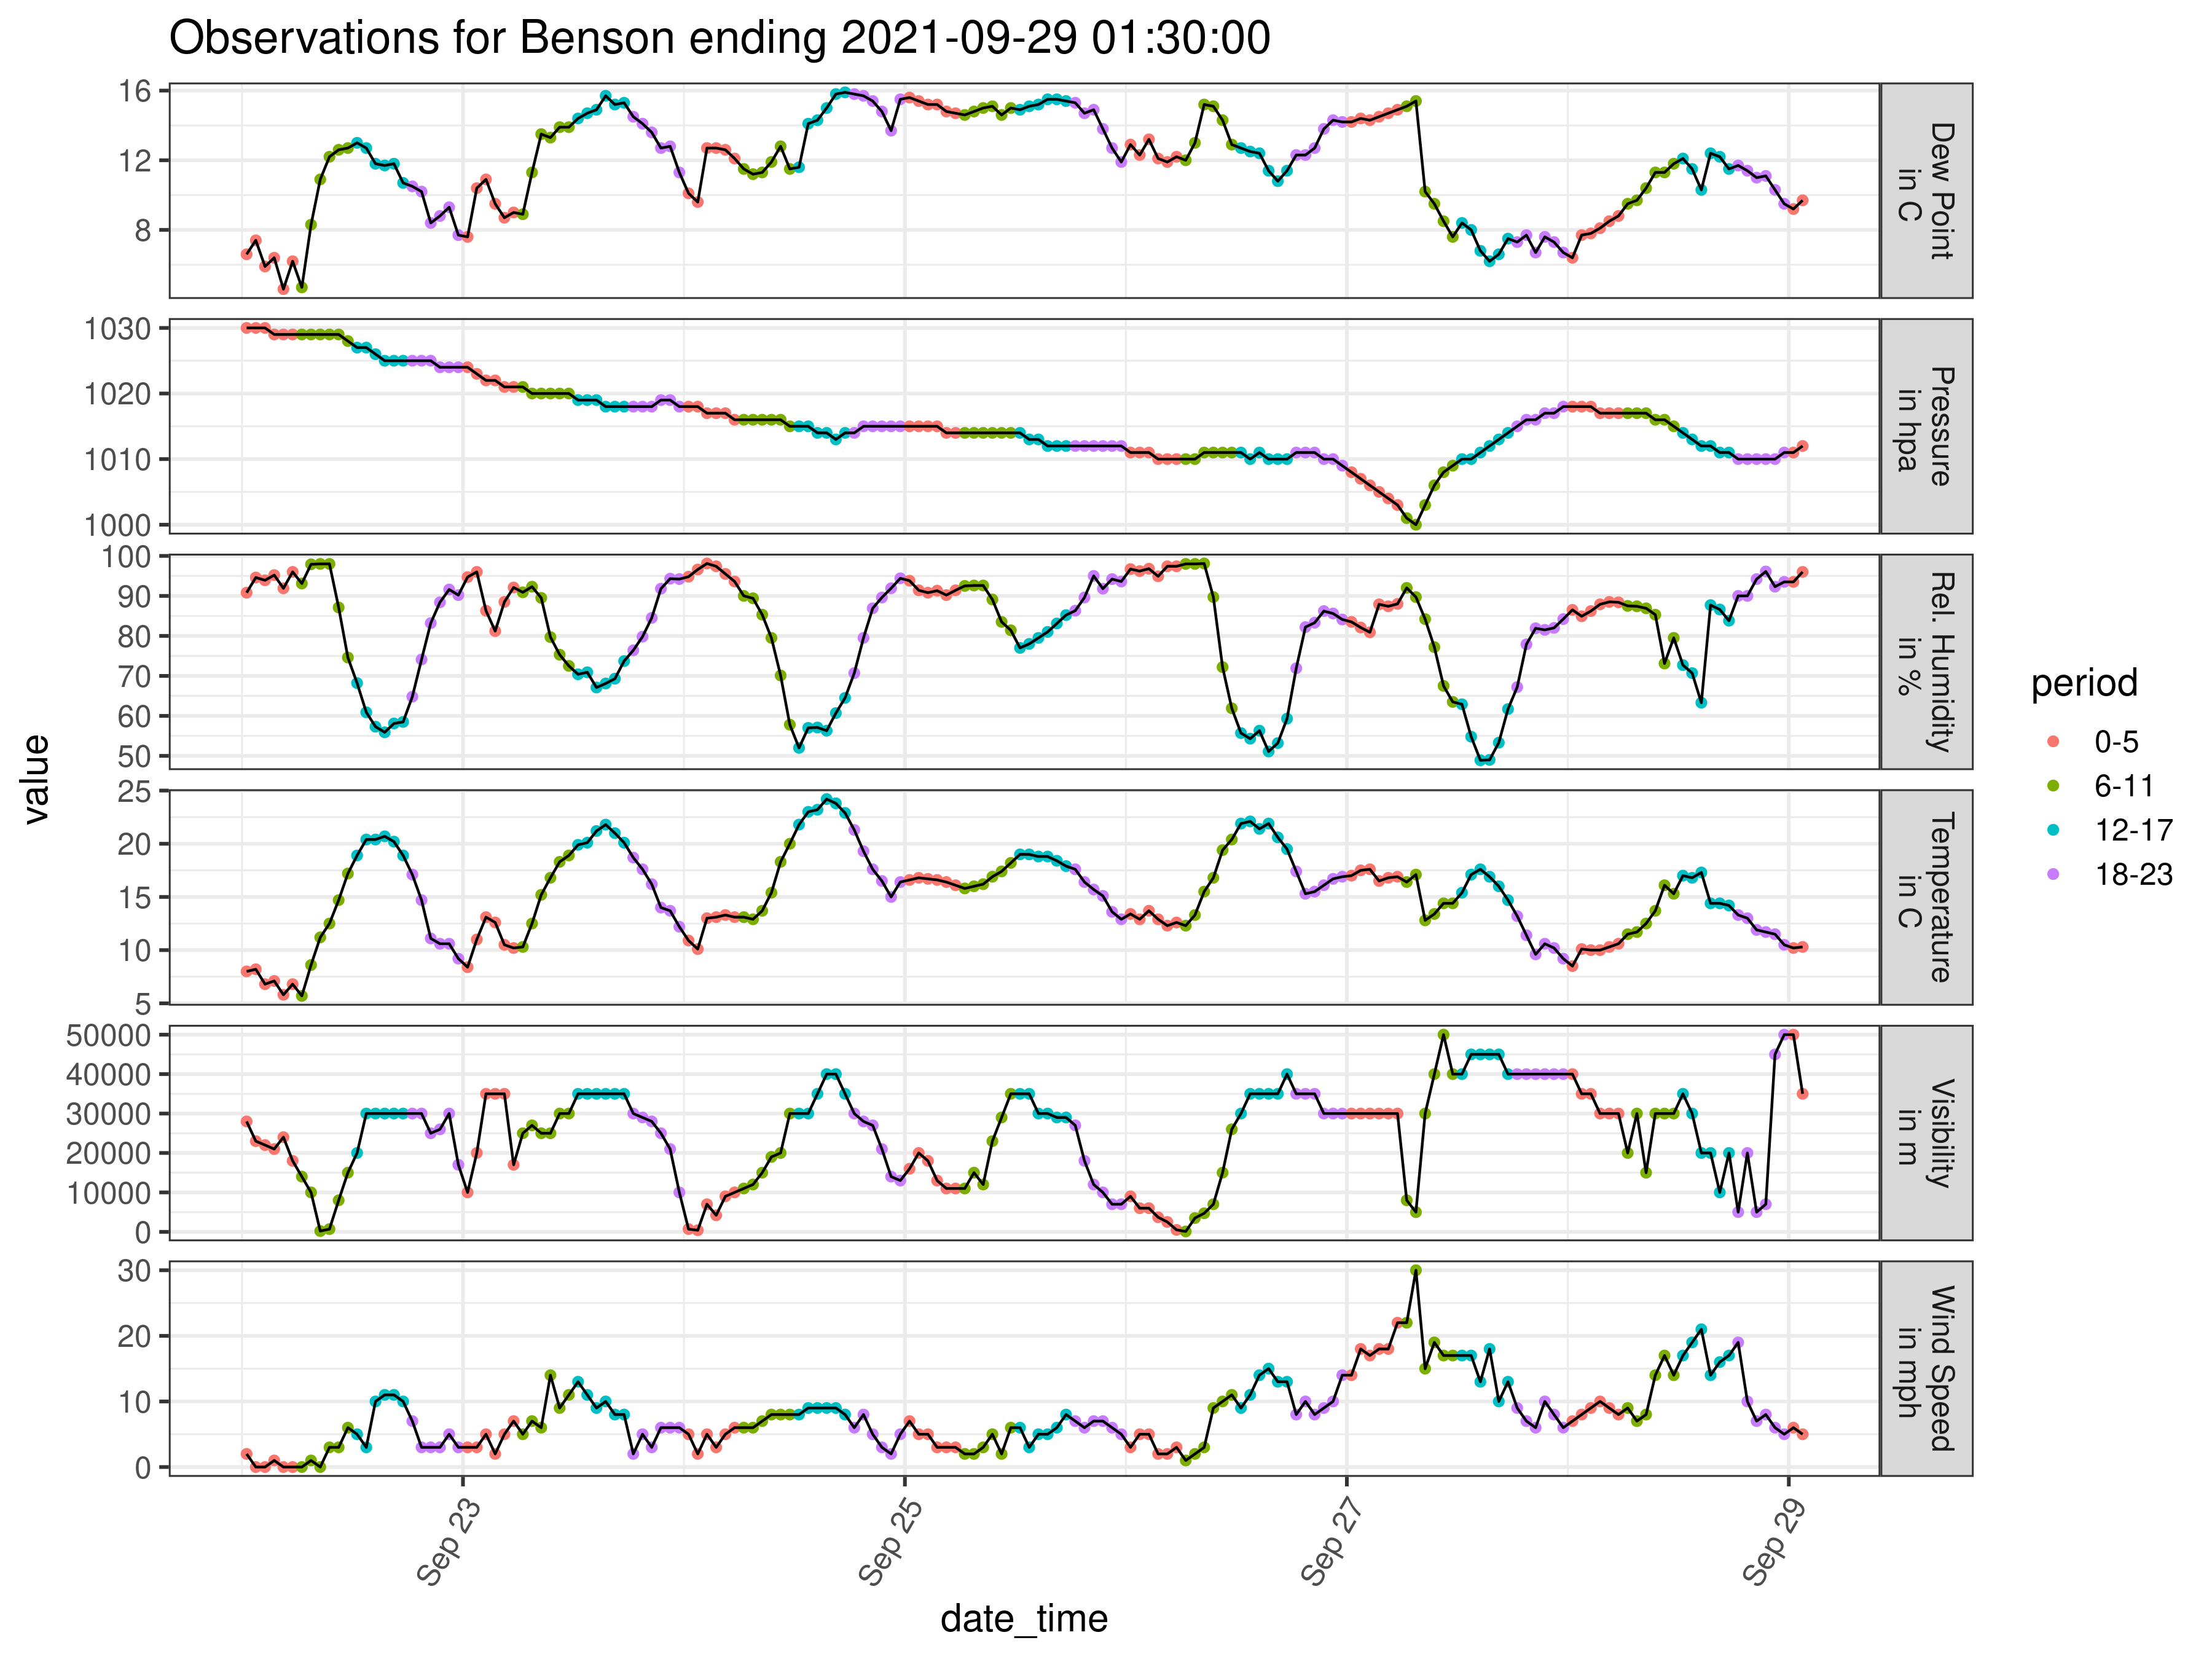 Observations for Benson ending 2021-09-29 01:30:00
value
16
12
8
Dew Point
in C
1030
1020
1010
1000
Pressure
in hpa
100
90
80
70
60
50
Rel. Humidity
in %
25
20
15
10
5
Temperature
in C
50000
40000
30000
20000
10000
0
Visibility
in m
30
20
10
0
Wind Speed
in mph
Sep 23
Sep 25
Sep 27
Sep 29
date_time
period
0-5
6-11
12-17
18-23